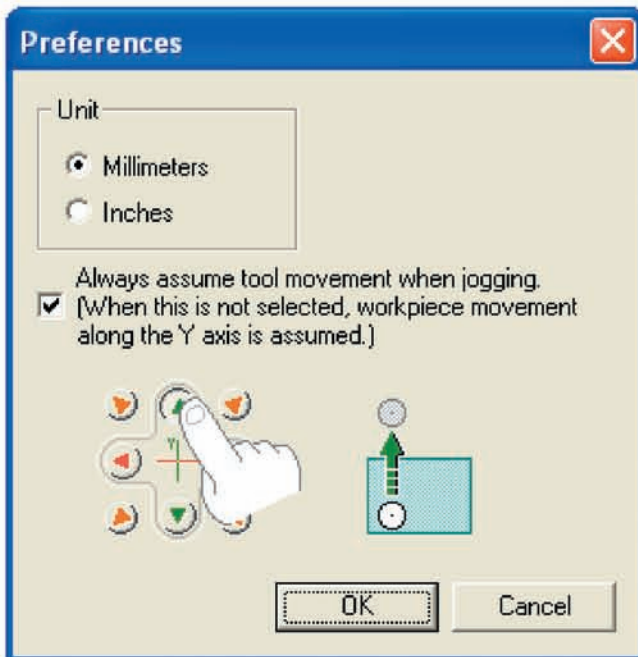 Preferences
Unit
Millimeters
Inches
Always assume tool movement when jogging.
(When this is not selected, workpiece movement
along the Y axis is assumed.)
Y
OK
Cancel